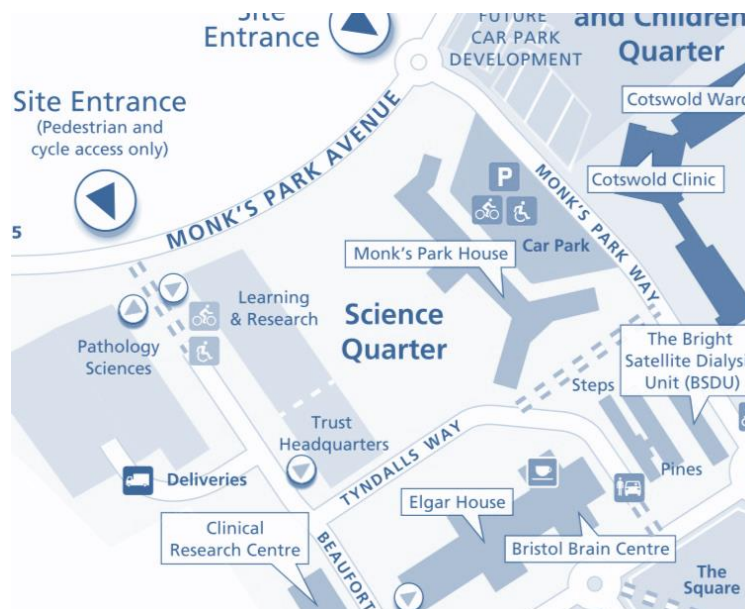 Site
Entrance
FUTURE
CAR PARK
DEVELOPMENT
and Children
Quarter
Cotswold Ward
Cotswold Clinic
Site Entrance
(Pedestrian and
cycle access only)
5
MONK'S PARK AVENUE
MONK'S PARK WAY
P
Car Park
Monk's Park House
Learning
& Research
Science
Quarter
Pathology
Sciences
The Bright
Satellite Dialysis
Unit (BSDU)
Steps
Trust
Headquarters
TYNDALLS WAY
Deliveries
Pines
Elgar House
Clinical
Research Centre
BEAUFORT
Bristol Brain Centre
The
Square